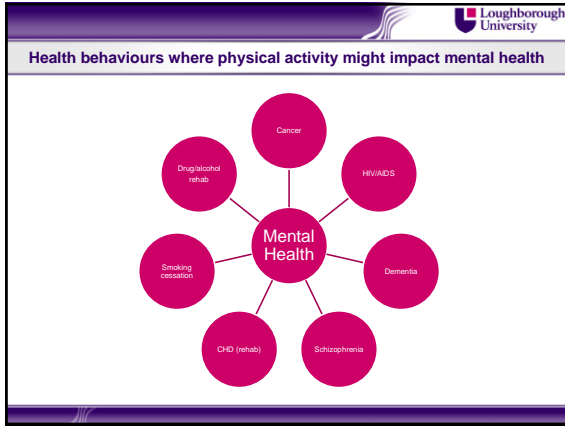 Loughborough
University
Health behaviours where physical activity might impact mental health
Cancer
Drug/alcohol
rehab
HIV/AIDS
Mental
Health
Smoking
cessation
Dementia
CHD (rehab)
Schizophrenia